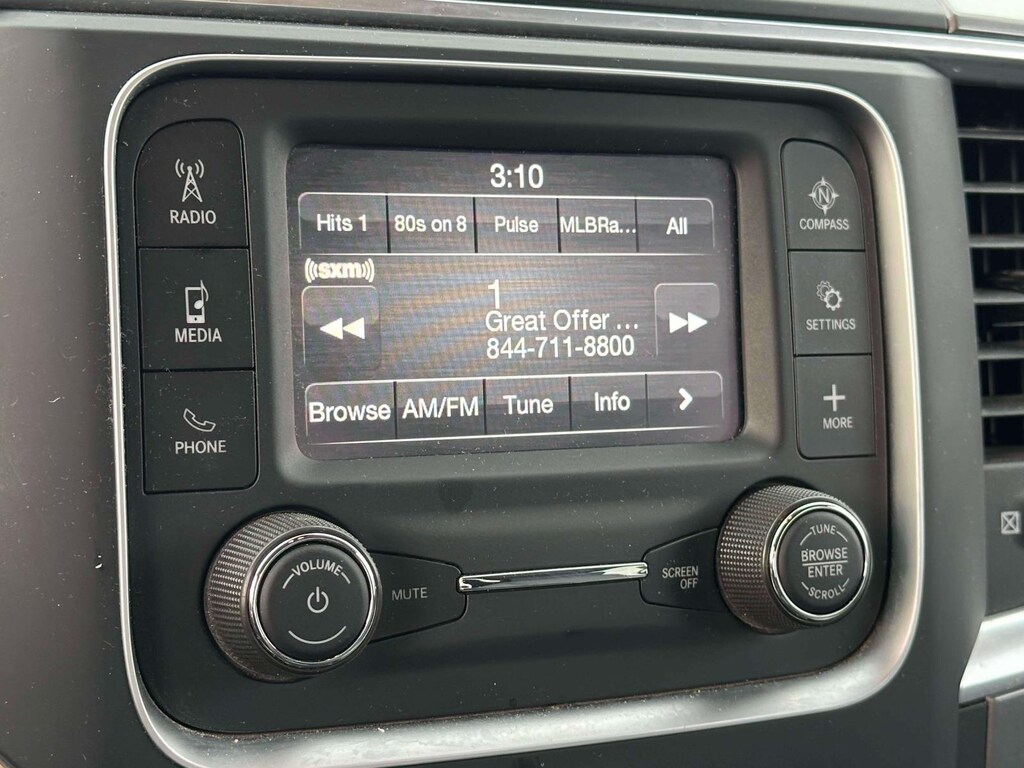 3:10
Hits 1 80s on 8 Pulse MLBRa... All
((sxm))
1
Great Offer ...
844-711-8800
Browse AM/FM Tune Info >
RADIO
MEDIA
PHONE
N
COMPASS
SETTINGS
+
MORE
VOLUME
MUTE
SCREEN
OFF
TUNE
BROWSE
ENTER
SCROLL